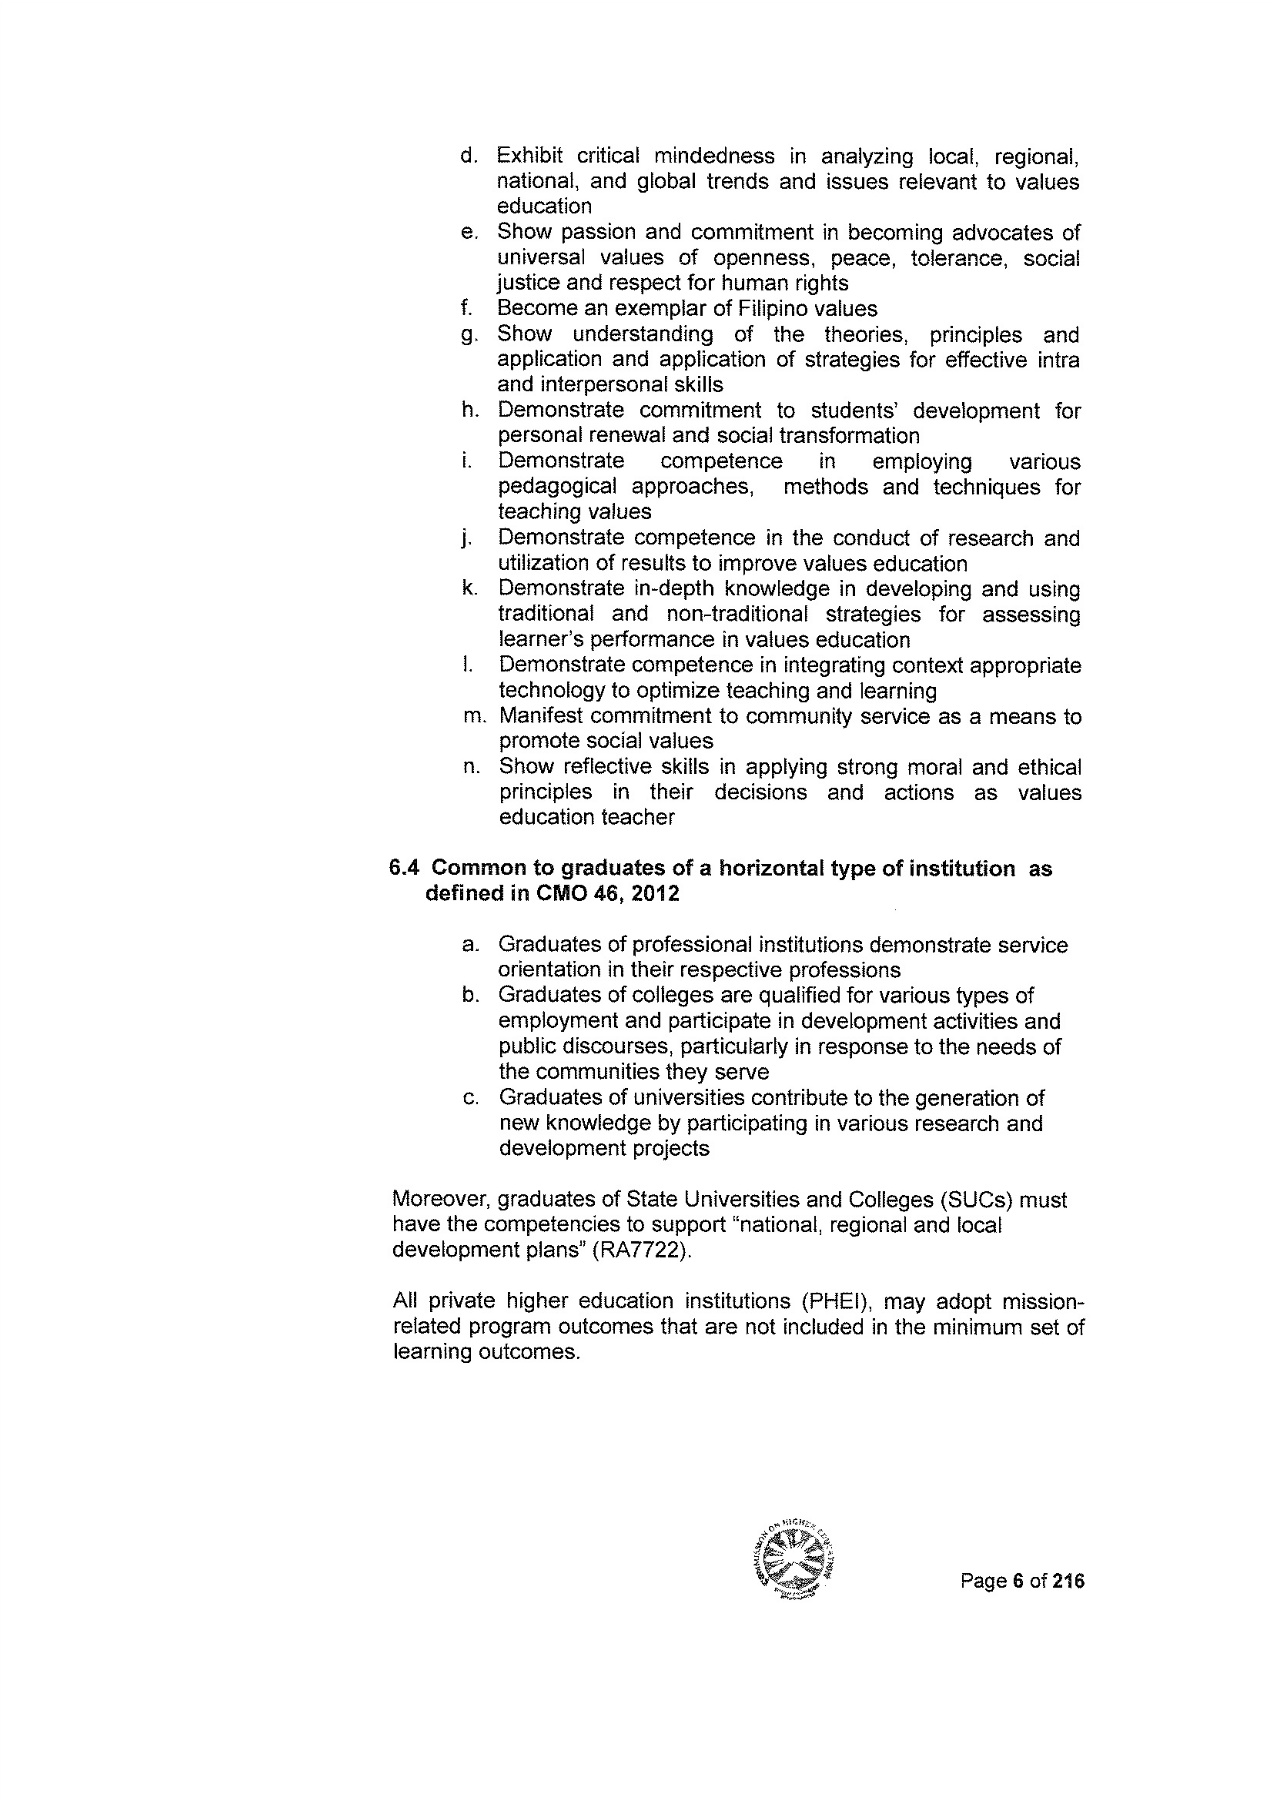 d. Exhibit critical mindedness in analyzing local, regional,
national, and global trends and issues relevant to values
education
e. Show passion and commitment in becoming advocates of
universal values of openness, peace, tolerance, social
justice and respect for human rights
f. Become an exemplar of Filipino values
g. Show understanding of the theories, principles and
application and application of strategies for effective intra
and interpersonal skills
h. Demonstrate commitment to students' development for
personal renewal and social transformation
i. Demonstrate competence in employing various
pedagogical approaches, methods and techniques for
teaching values
j. Demonstrate competence in the conduct of research and
utilization of results to improve values education
k. Demonstrate in-depth knowledge in developing and using
traditional and non-traditional strategies for assessing
learner's performance in values education
l. Demonstrate competence in integrating context appropriate
technology to optimize teaching and learning
m. Manifest commitment to community service as a means to
promote social values
n. Show reflective skills in applying strong moral and ethical
principles in their decisions and actions as values
education teacher
6.4 Common to graduates of a horizontal type of institution as
defined in CMO 46, 2012
a. Graduates of professional institutions demonstrate service
orientation in their respective professions
b. Graduates of colleges are qualified for various types of
employment and participate in development activities and
public discourses, particularly in response to the needs of
the communities they serve
c. Graduates of universities contribute to the generation of
new knowledge by participating in various research and
development projects
Moreover, graduates of State Universities and Colleges (SUCs) must
have the competencies to support "national, regional and local
development plans" (RA7722).
All private higher education institutions (PHEI), may adopt mission-
related program outcomes that are not included in the minimum set of
learning outcomes.
ON HIGHER
Page 6 of 216